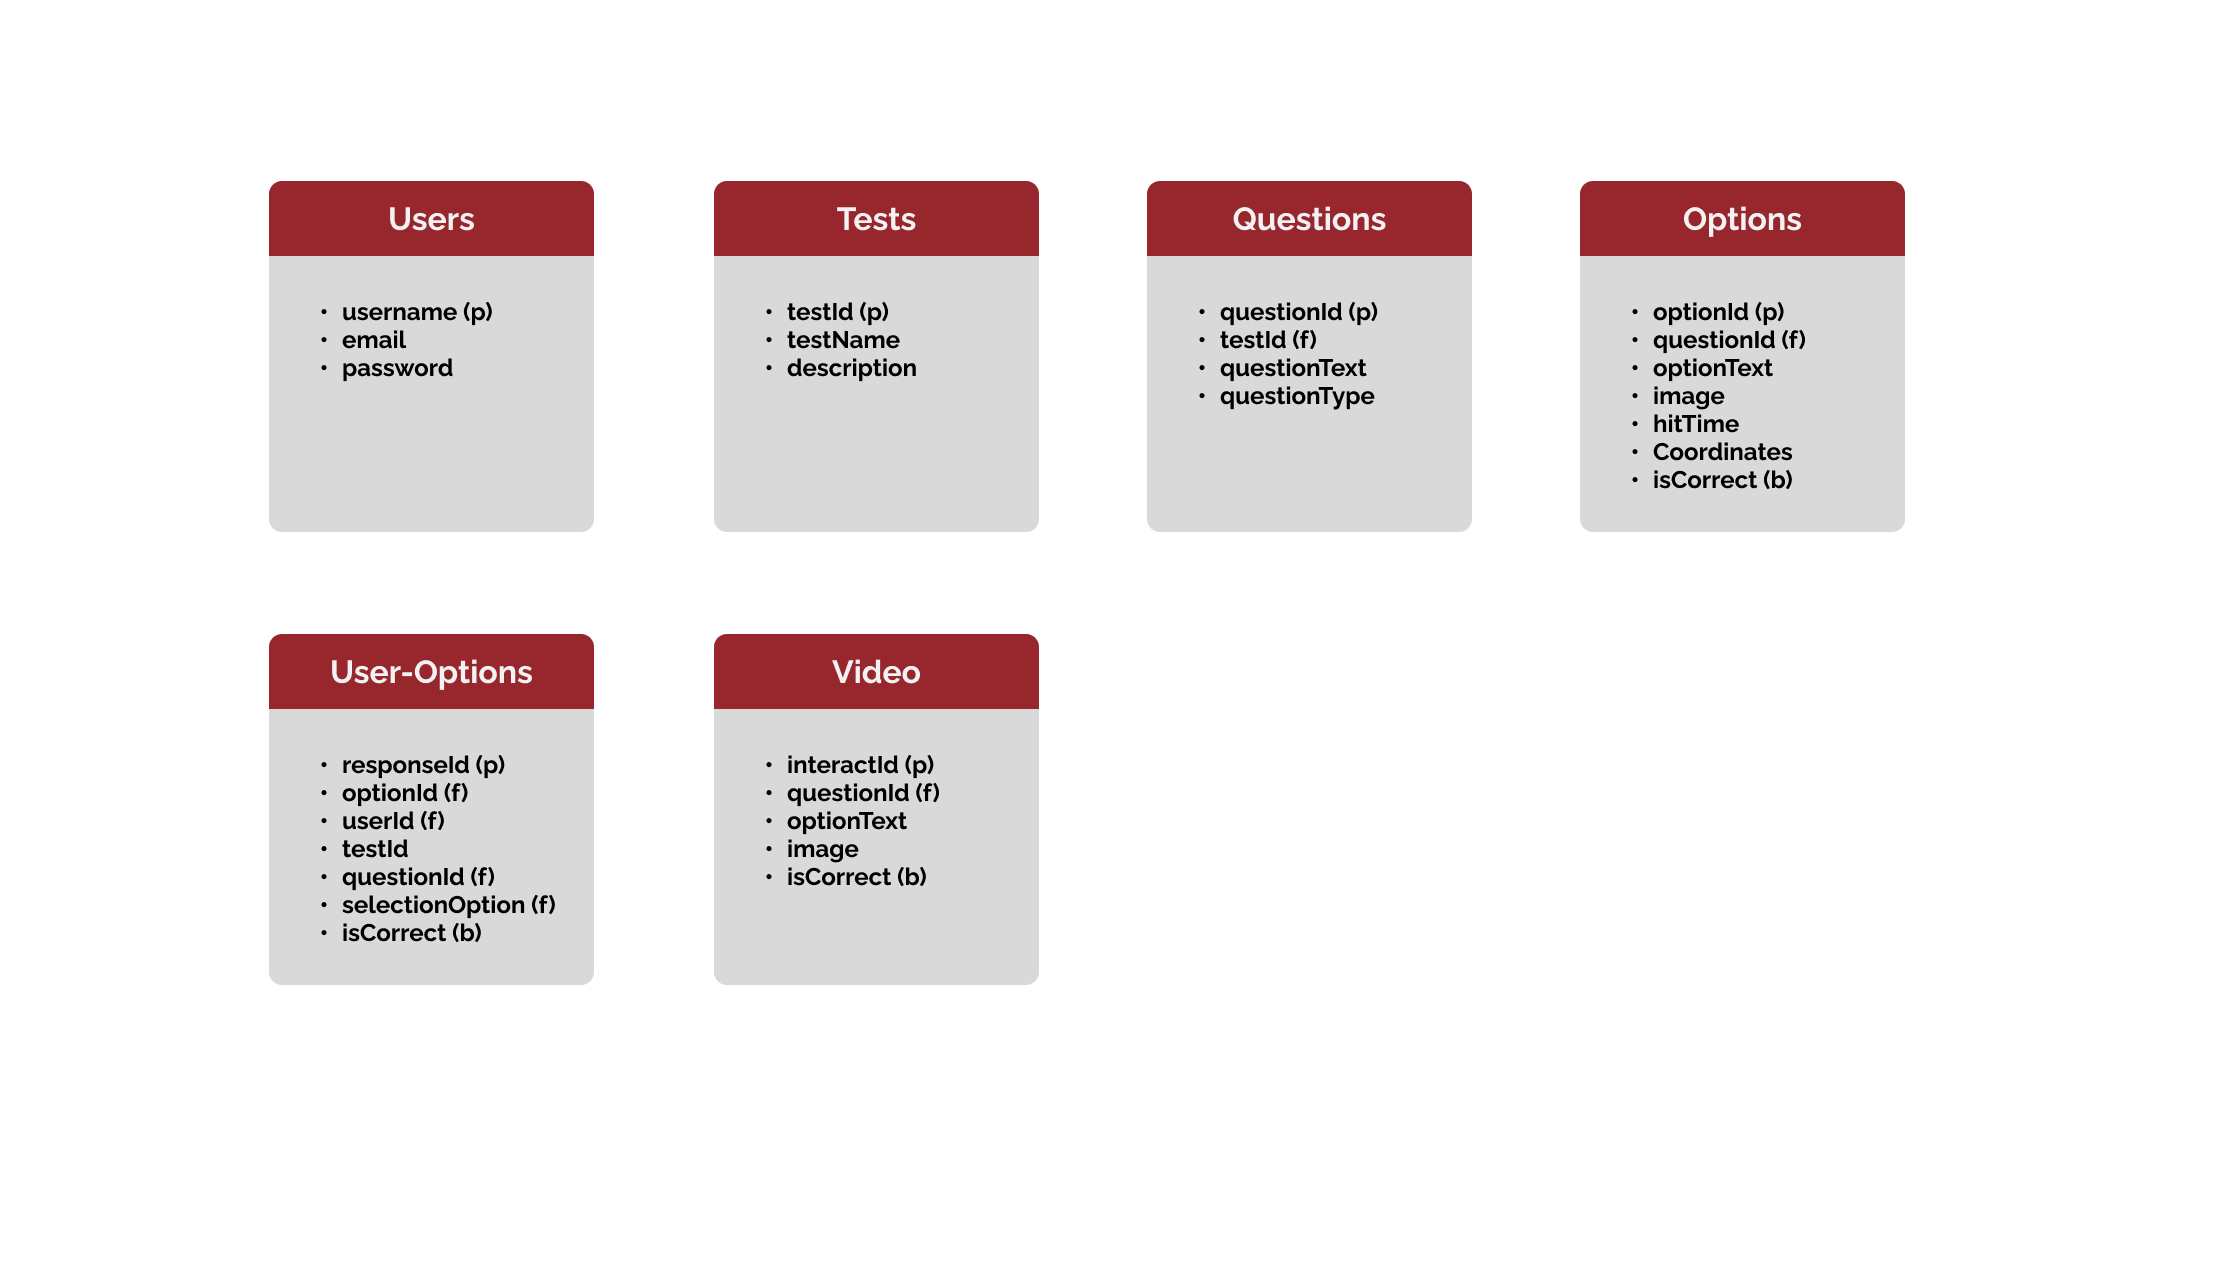 Users
• username (p)
• email
• password
Tests
• testId (p)
• testName
• description
Questions
• questionId (p)
• testId (f)
• questionText
• questionType
Options
• optionId (p)
• questionId (f)
• optionText
• image
• hitTime
• Coordinates
• isCorrect (b)
User-Options
• responseId (p)
• optionId (f)
• userId (f)
• testId
• questionId (f)
• selectionOption (f)
• isCorrect (b)
Video
• interactId (p)
• questionId (f)
• optionText
• image
• isCorrect (b)